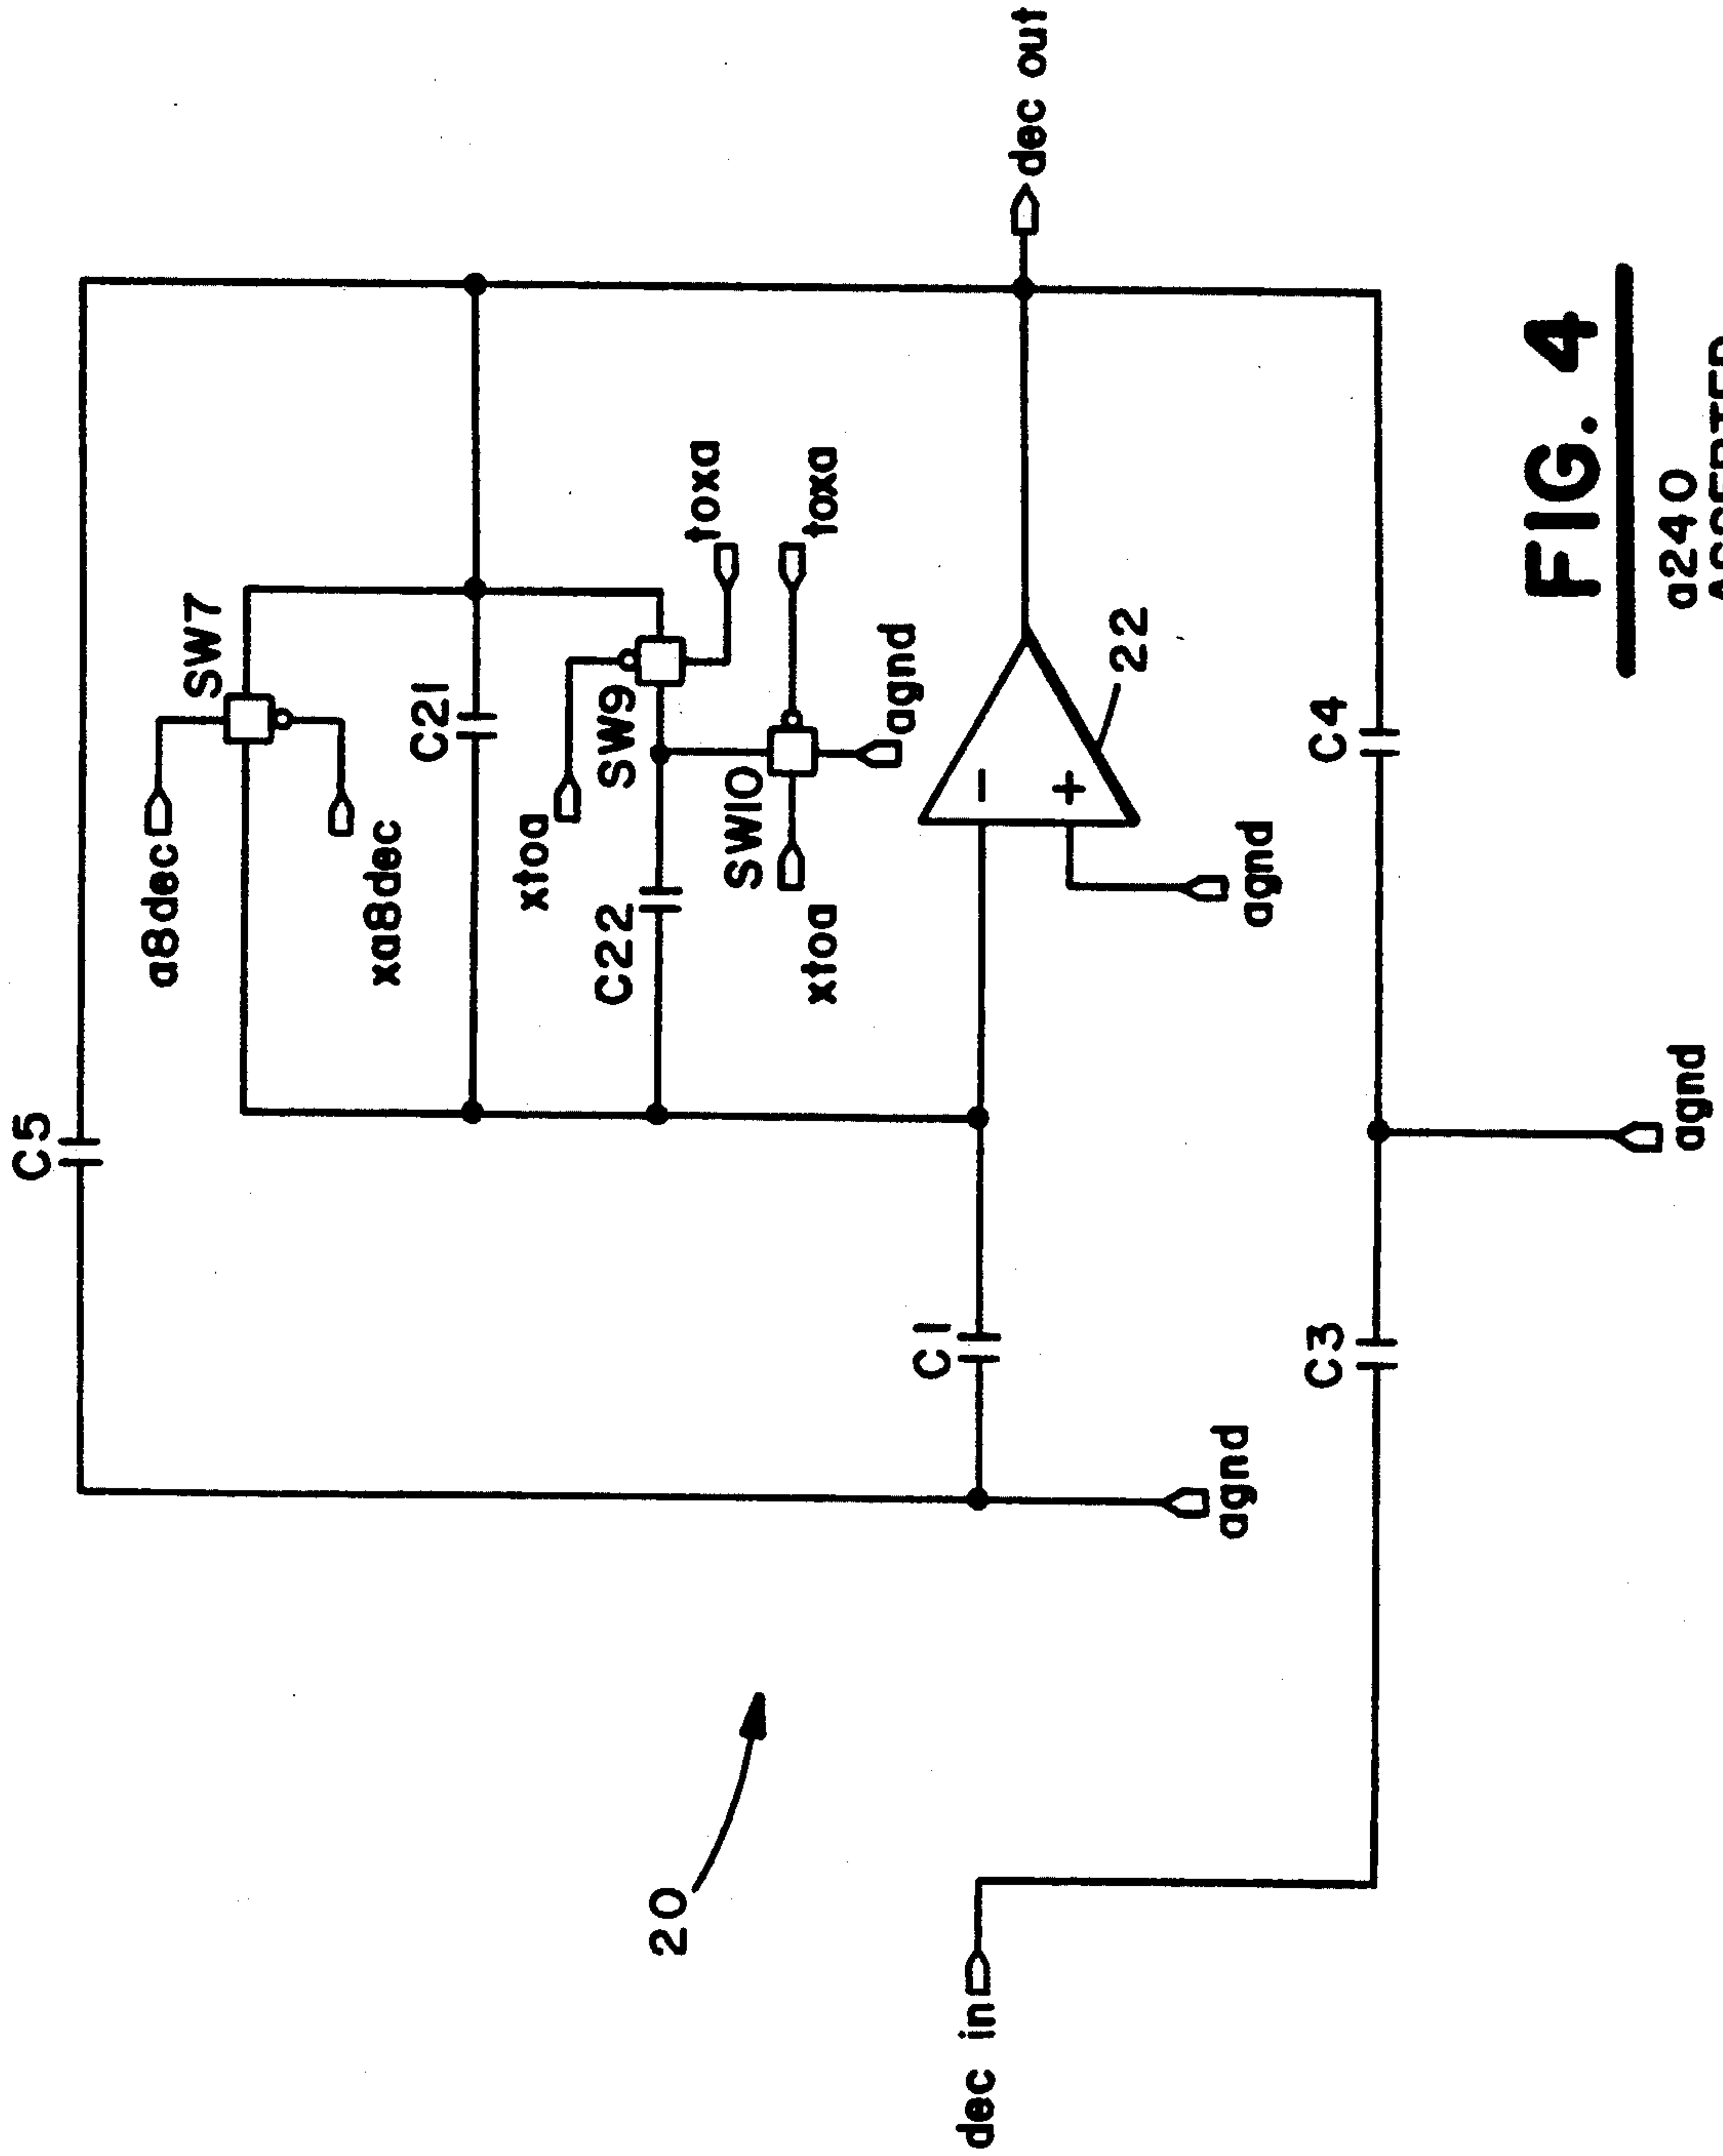 C5
a8dec
SW7
xa8dec
C21
xtoa
C22
SW9
20
toxa
SW10
xtoa
toxa
agnd
C1
-
dec in
dec out
+
22
agnd
agnd
C3
C4
FIG. 4
agnd
a240
ASSERTED